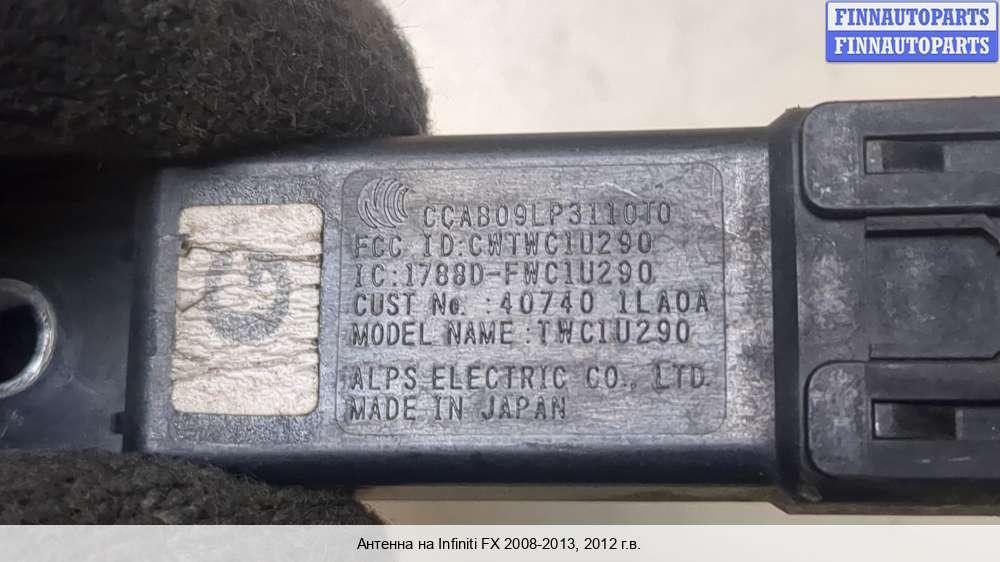 FINNAUTOPARTS
FINNAUTOPARTS
CCAB09LP3110T0
FCC ID:CWTWC1U290
IC:1788D-FWC1U290
CUST No. :40740 1LA0A
MODEL NAME :TWC1U290
ALPS ELECTRIC CO., LTD.
MADE IN JAPAN
G
Антенна на Infiniti FX 2008-2013, 2012 г.в.